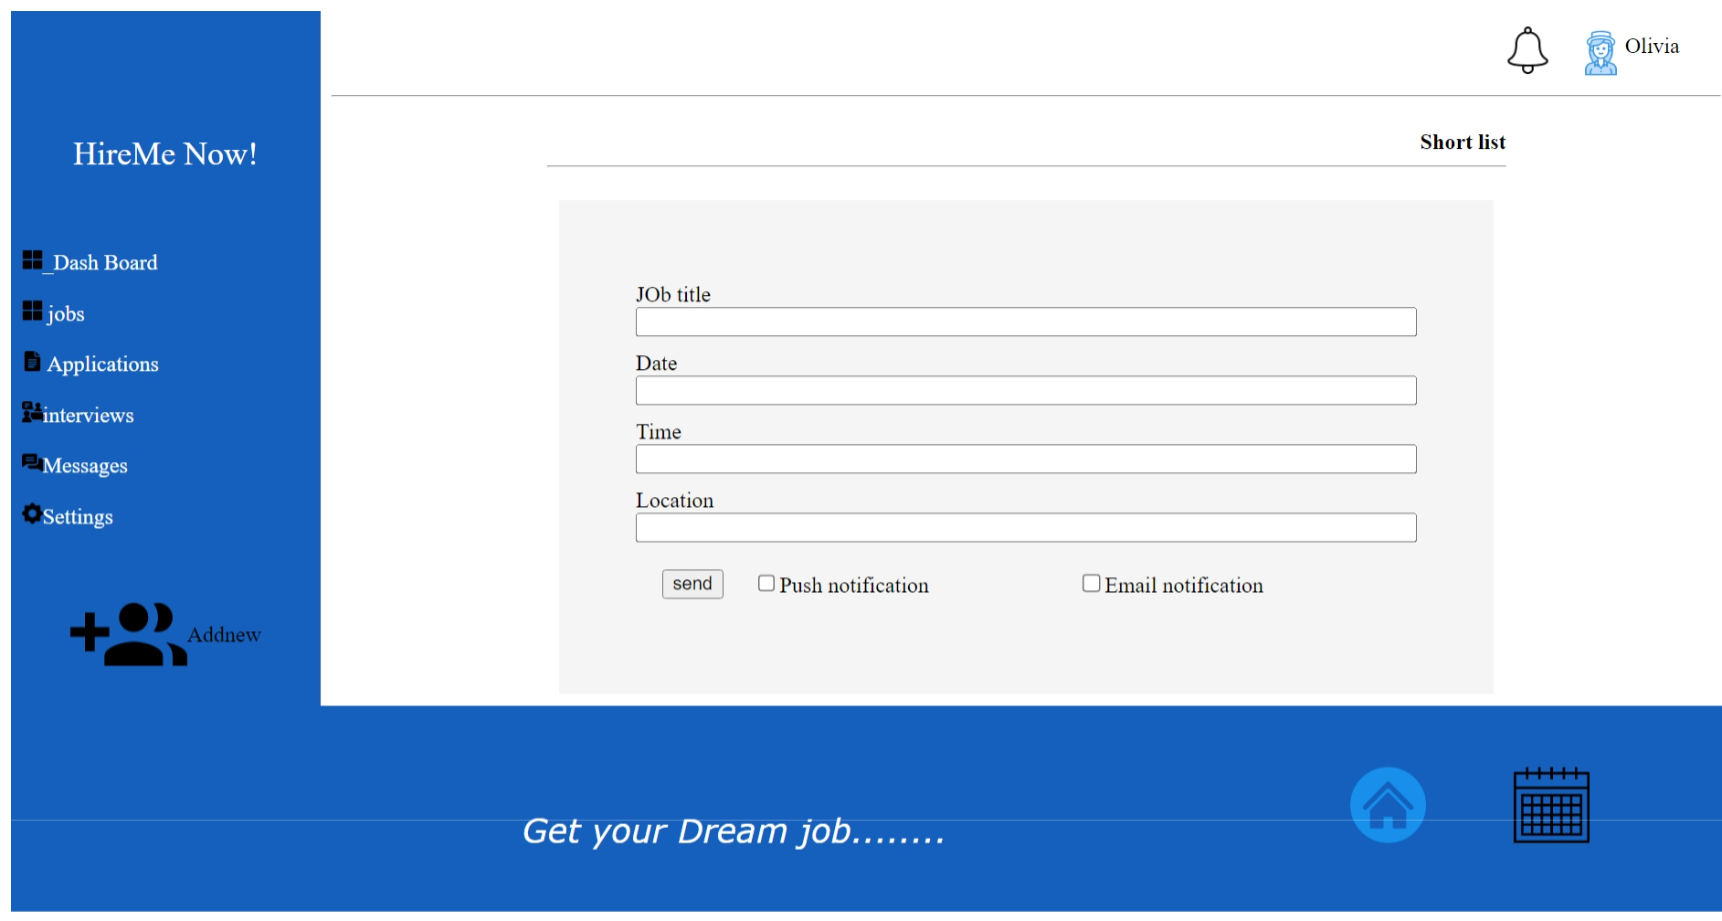 Olivia
Short list
HireMe Now!
_Dash Board
jobs
Applications
interviews
Messages
Settings
Addnew
JOb title
Date
Time
Location
send Push notification Email notification
Get your Dream job........